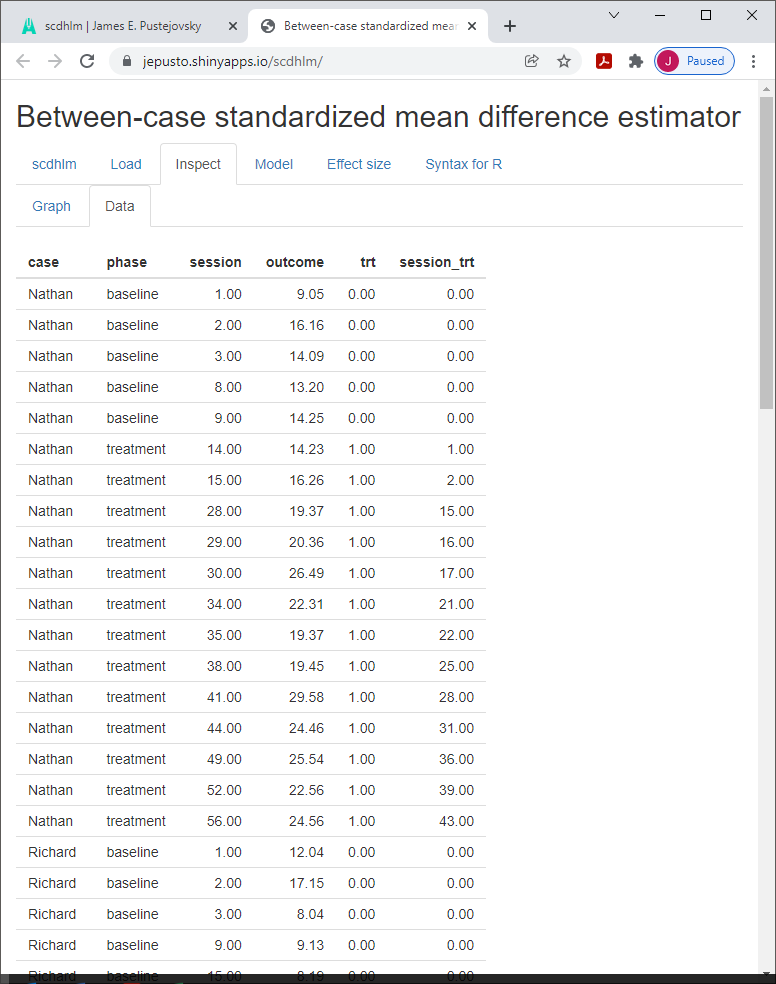 scdhlm | James E. Pustejovsky
Between-case standardized mear
jepusto.shinyapps.io/scdhlm/
J Paused
Between-case standardized mean difference estimator
scdhlm Load Inspect Model Effect size Syntax for R
Graph Data
case phase session outcome trt session_trt
Nathan baseline 1.00 9.05 0.00 0.00
Nathan baseline 2.00 16.16 0.00 0.00
Nathan baseline 3.00 14.09 0.00 0.00
Nathan baseline 8.00 13.20 0.00 0.00
Nathan baseline 9.00 14.25 0.00 0.00
Nathan treatment 14.00 14.23 1.00 1.00
Nathan treatment 15.00 16.26 1.00 2.00
Nathan treatment 28.00 19.37 1.00 15.00
Nathan treatment 29.00 20.36 1.00 16.00
Nathan treatment 30.00 26.49 1.00 17.00
Nathan treatment 34.00 22.31 1.00 21.00
Nathan treatment 35.00 19.37 1.00 22.00
Nathan treatment 38.00 19.45 1.00 25.00
Nathan treatment 41.00 29.58 1.00 28.00
Nathan treatment 44.00 24.46 1.00 31.00
Nathan treatment 49.00 25.54 1.00 36.00
Nathan treatment 52.00 22.56 1.00 39.00
Nathan treatment 56.00 24.56 1.00 43.00
Richard baseline 1.00 12.04 0.00 0.00
Richard baseline 2.00 17.15 0.00 0.00
Richard baseline 3.00 8.04 0.00 0.00
Richard baseline 9.00 9.13 0.00 0.00
Richard baseline 15.00 8.19 0.00 0.00